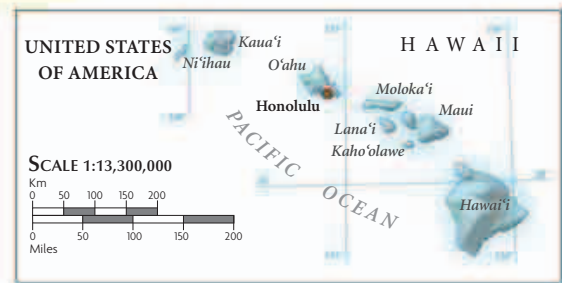 UNITED STATES
OF AMERICA
Kaua‘i
Ni‘ihau
O‘ahu
HAWAII
Honolulu
Moloka‘i
Maui
Lana‘i
Kaho‘olawe
PACIFIC OCEAN
Hawai‘i
SCALE 1:13,300,000
Km
0 50 100 150 200
0 50 100 150 200
Miles